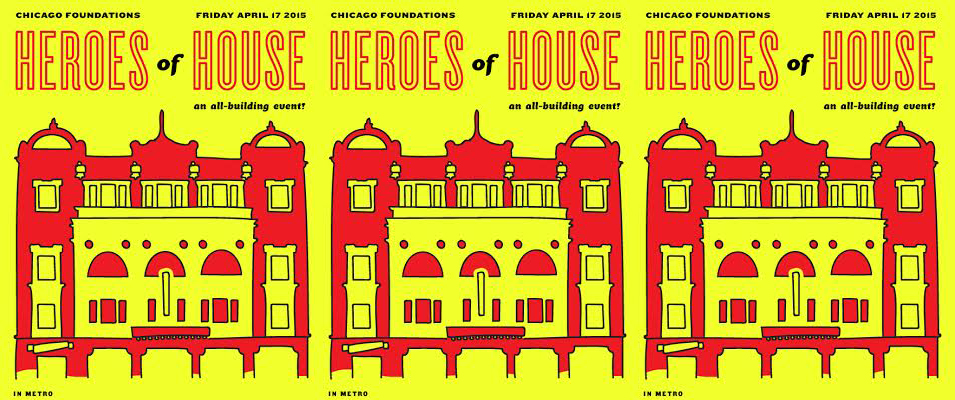 CHICAGO FOUNDATIONS FRIDAY APRIL 17 2015
HEROES of HOUSE
an all-building event!
IN METRO
CHICAGO FOUNDATIONS FRIDAY APRIL 17 2015
HEROES of HOUSE
an all-building event!
IN METRO
CHICAGO FOUNDATIONS FRIDAY APRIL 17 2015
HEROES of HOUSE
an all-building event!
IN METRO